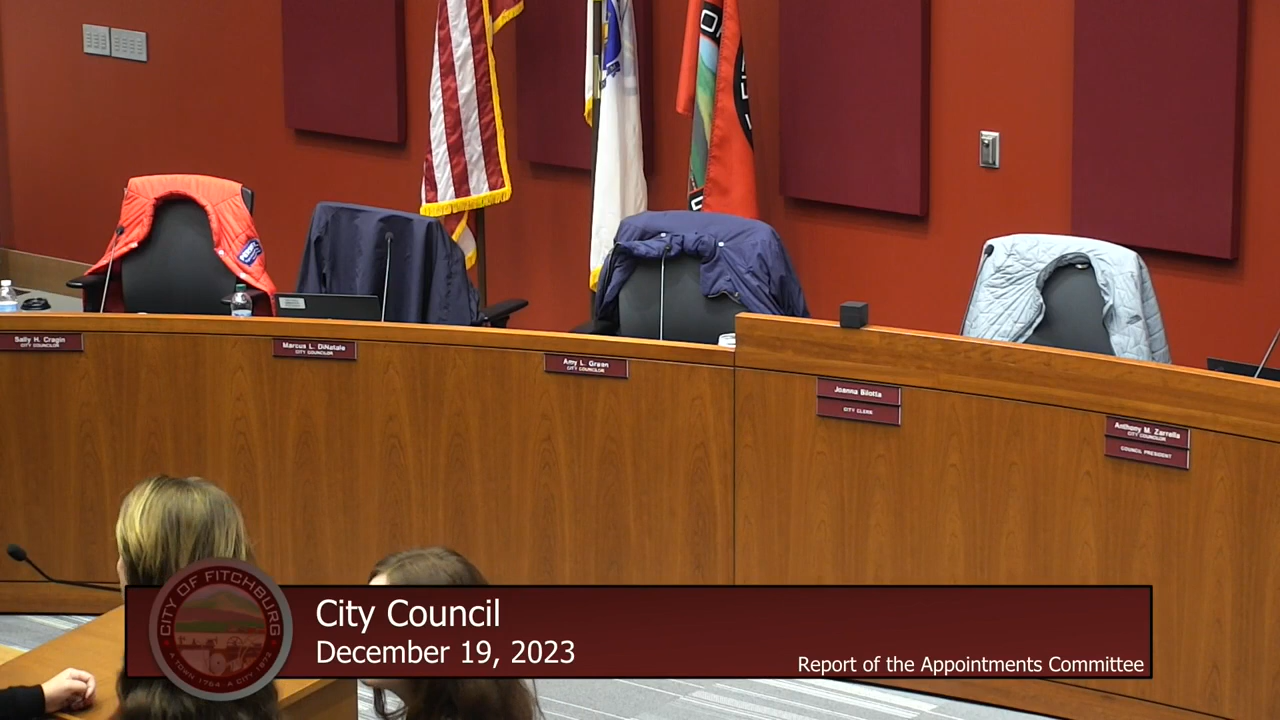 Sally H. Cragin
CITY COUNCILOR
Marcus L. DiNatale
CITY COUNCILOR
Amy L. Green
CITY COUNCILOR
Joanna Bilotta
CITY CLERK
Anthony M. Zarrella
CITY COUNCILOR
COUNCIL PRESIDENT
CITY OF FITCHBURG
A TOWN 1764 - A CITY 1872
City Council
December 19, 2023
Report of the Appointments Committee